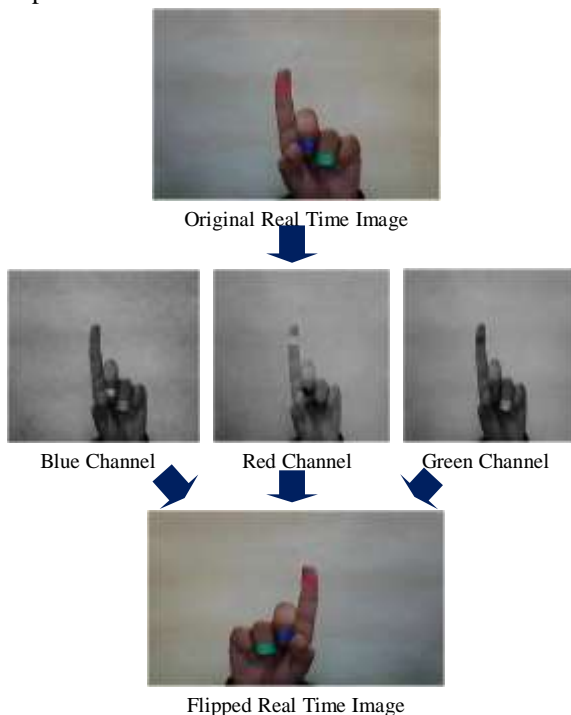 Original Real Time Image
Blue Channel
Red Channel
Green Channel
Flipped Real Time Image